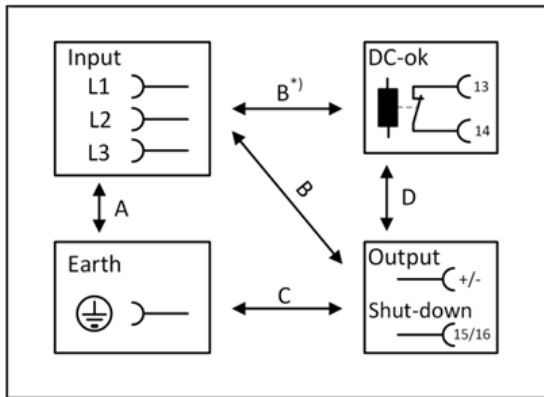 Input
L1
L2
L3
B*)
DC-ok
13
14
A
B
D
Earth
C
Output
+/-
Shut-down
15/16